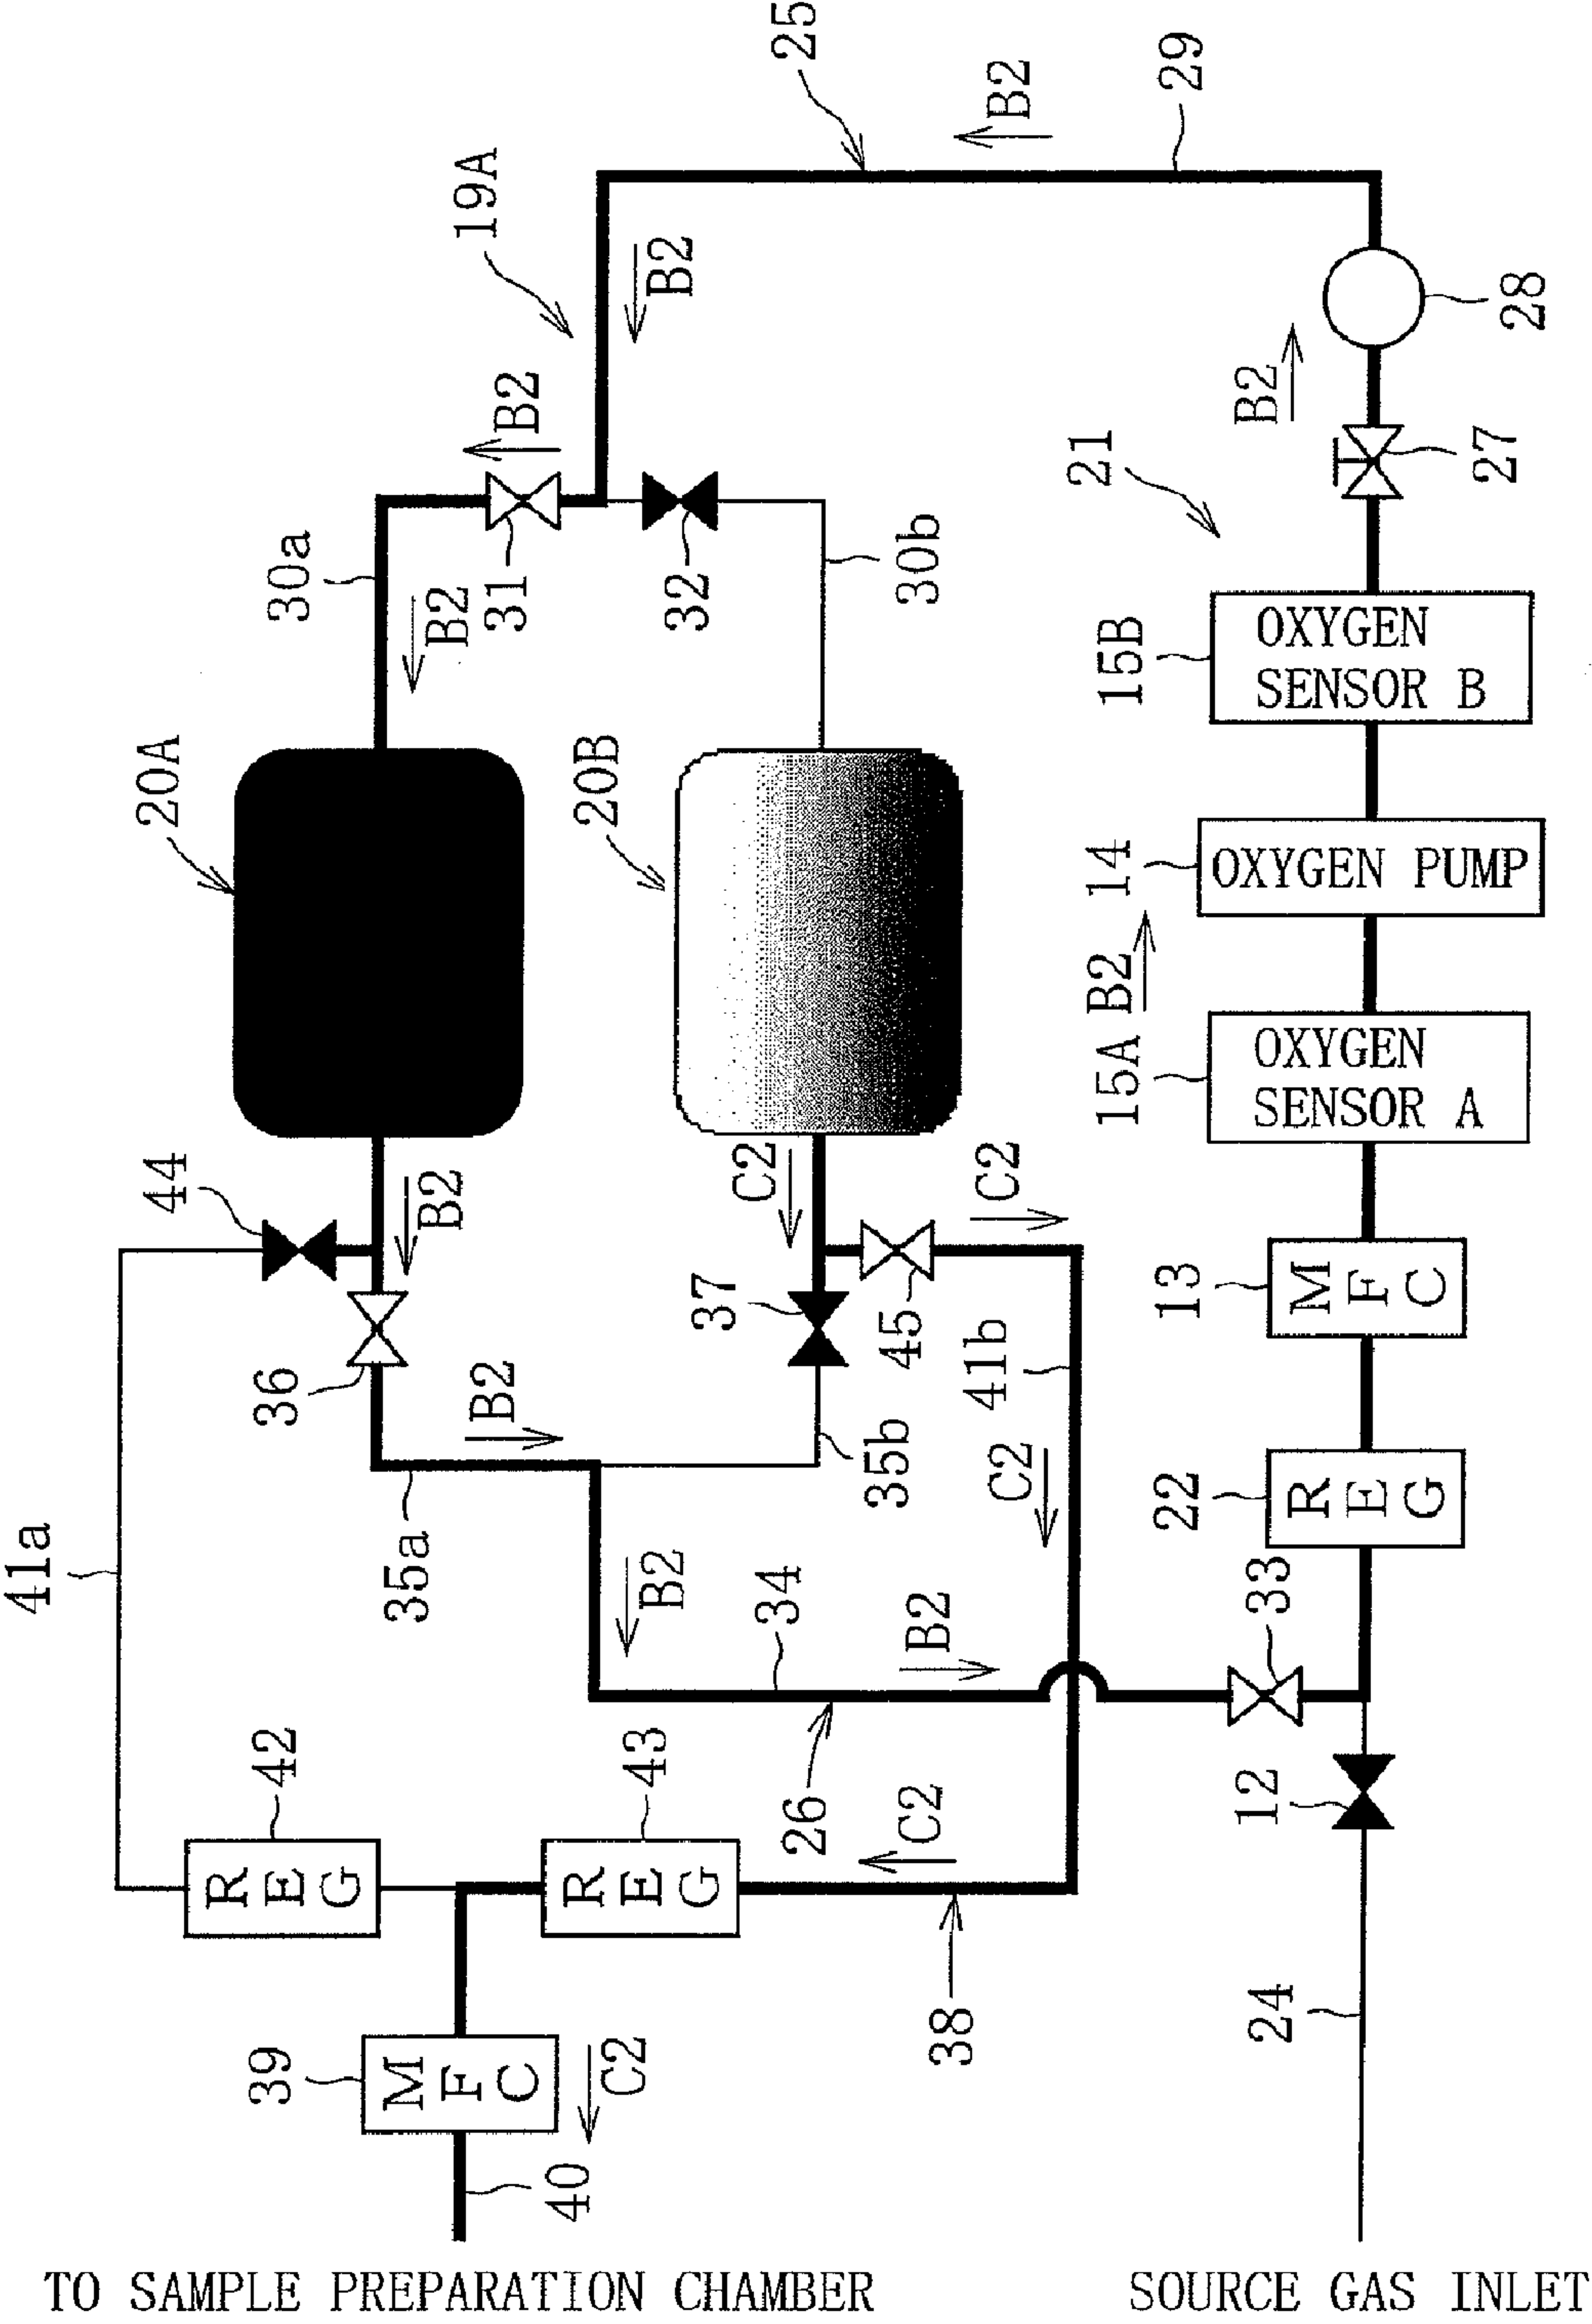 25
B2
29
19A
B2
28
B2
B2
21
27
30a
B2
31
32
30b
15B
OXYGEN
SENSOR B
20A
20B
14
OXYGEN PUMP
B2
15A
OXYGEN
SENSOR A
44
B2
C2
C2
37
45
13
MFC
36
B2
35b
41b
C2
22
REG
41a
35a
B2
34
B2
33
42
REG
43
REG
26
C2
12
39
MFC
C2
38
24
40
TO SAMPLE PREPARATION CHAMBER
SOURCE GAS INLET